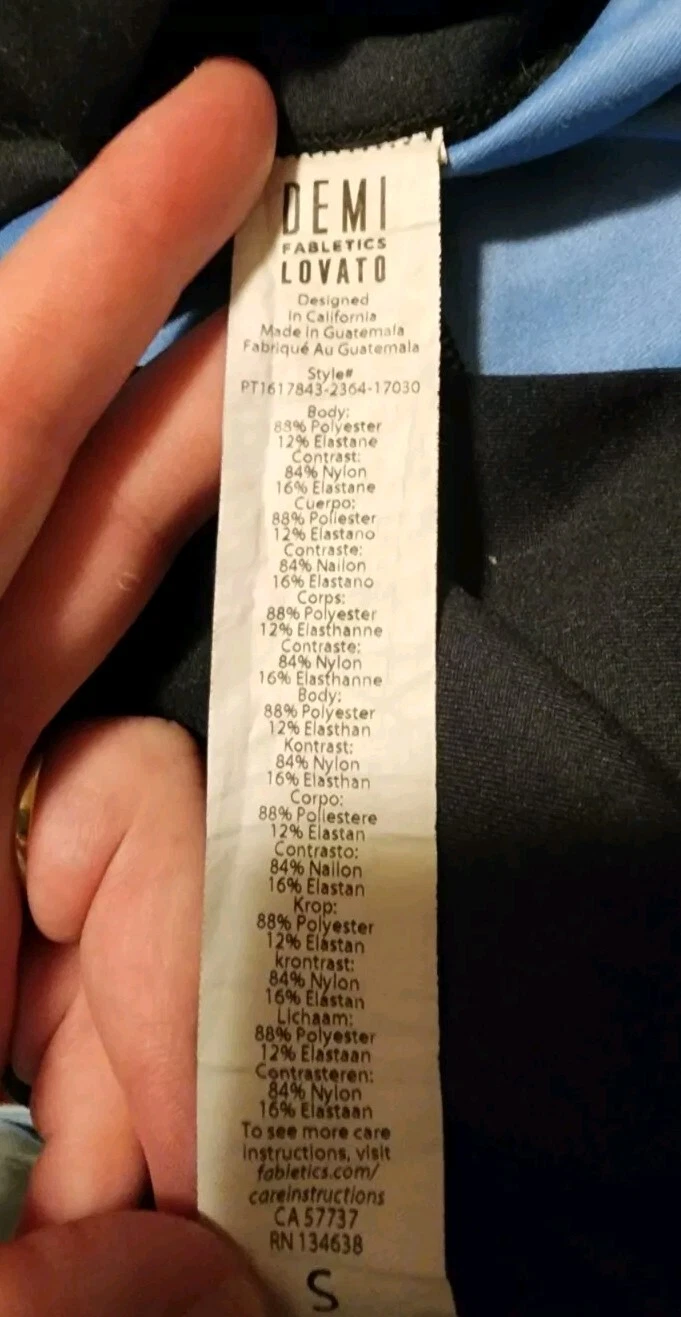 DEMI
FABLETICS
LOVATO
Designed
In California
Made In Guatemala
Fabriqué Au Guatemala
Style#
PT1617843-2364-17030
Body:
88% Polyester
12% Elastane
Contrast:
84% Nylon
16% Elastane
Cuerpo:
88% Poliester
12% Elastano
Contraste:
84% Nailon
16% Elastano
Corps:
88% Polyester
12% Elasthanne
Contraste:
84% Nylon
16% Elasthanne
Body:
88% Polyester
12% Elasthan
Kontrast:
84% Nylon
16% Elasthan
Corpo:
88% Poliestere
12% Elastan
Contrasto:
84% Nailon
16% Elastan
Krop:
88% Polyester
12% Elastan
krontrast:
84% Nylon
16% Elastan
Lichaam:
88% Polyester
12% Elastaan
Contrasteren:
84% Nylon
16% Elastaan
To see more care
instructions, visit
fabletics.com/
careinstructions
CA 57737
RN 134638
S